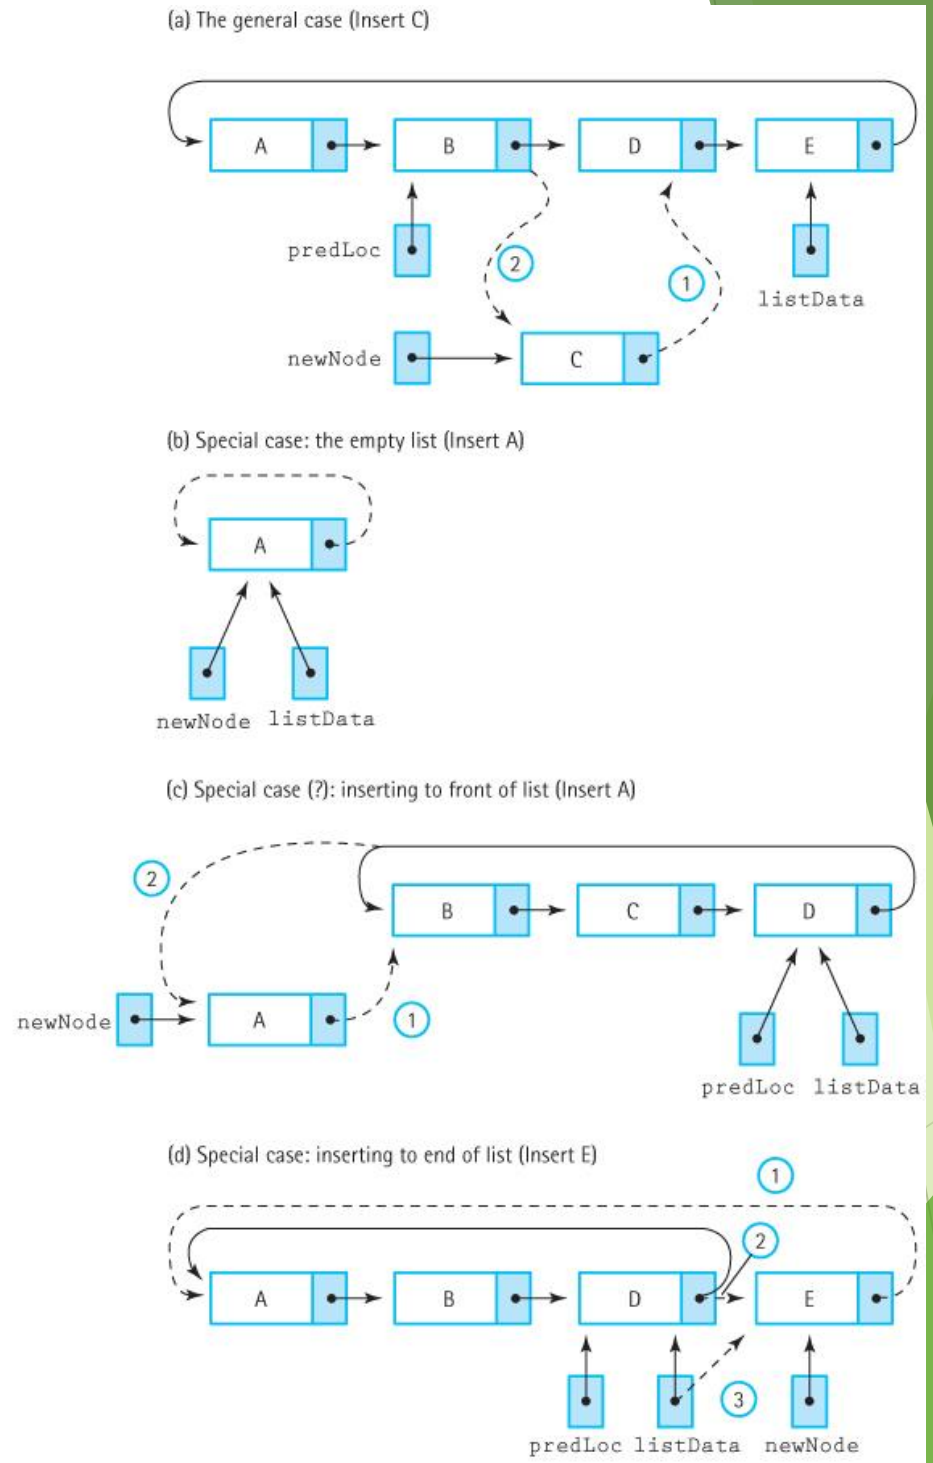 (a) The general case (Insert C)
A B D E
predLoc
2
1
listData
newNode
C
(b) Special case: the empty list (Insert A)
A
newNode listData
(c) Special case (?): inserting to front of list (Insert A)
2
B C D
newNode
A
1
predLoc listData
(d) Special case: inserting to end of list (Insert E)
1
2
A B D E
3
predLoc listData newNode